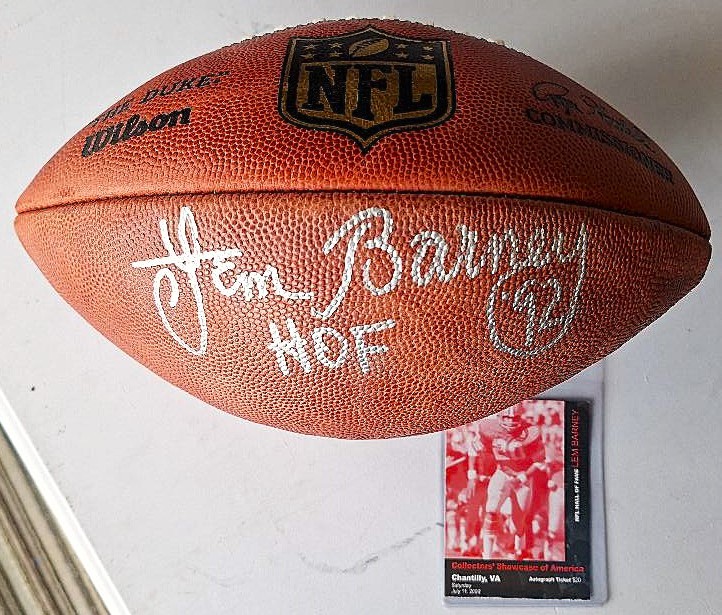 "THE DUKE"
Wilson
NFL
COMMISSIONER
Lem Barney
HOF '92
NFL HALL OF FAME LEM BARNEY
Collectors' Showcase of America
Chantilly, VA
Autograph Ticket $20
Saturday